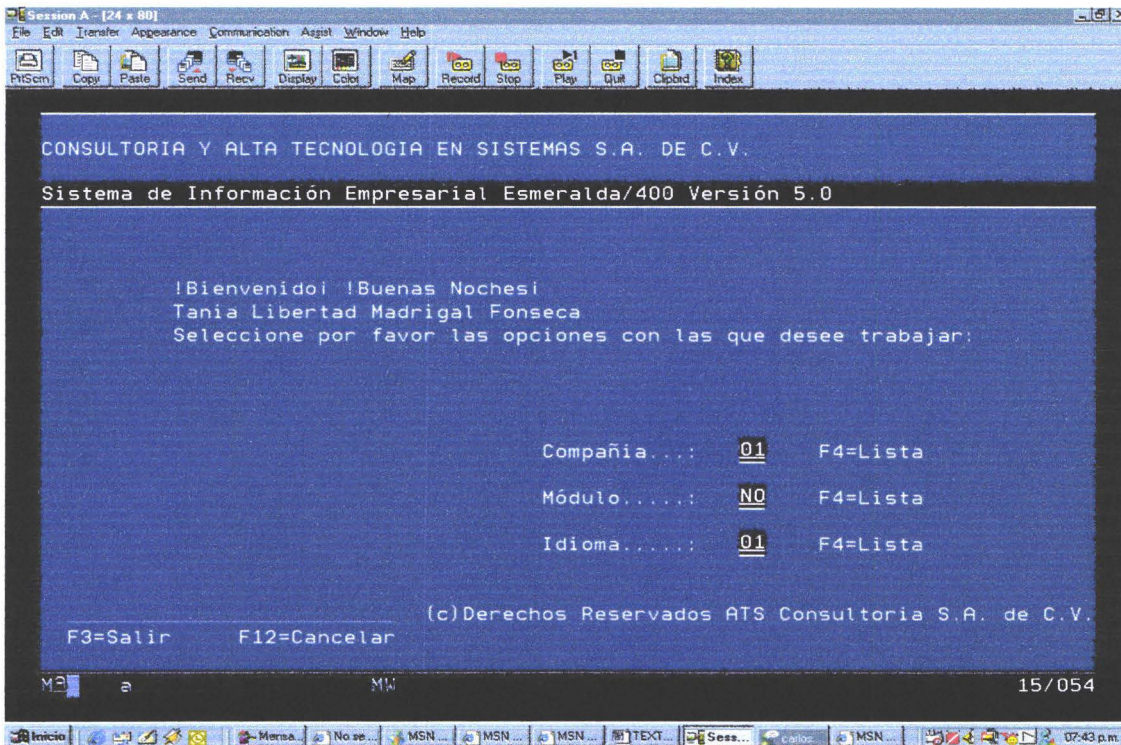 Session A - [24 x 80]
File Edit Transfer Appearance Communication Assist Window Help
PrtScrn Copy Paste Send Recv Display Color Map Record Stop Play Quit Clipbrd Index
CONSULTORIA Y ALTA TECNOLOGIA EN SISTEMAS S.A. DE C.V.
Sistema de Información Empresarial Esmeralda/400 Versión 5.0
!Bienvenido¡ !Buenas Noches¡
Tania Libertad Madrigal Fonseca
Seleccione por favor las opciones con las que desee trabajar:
Compañia...: 01 F4=Lista
Módulo.....: NO F4=Lista
Idioma.....: 01 F4=Lista
(c)Derechos Reservados ATS Consultoria S.A. de C.V.
F3=Salir F12=Cancelar
a MW 15/054
Inicio Mensa... No se ... MSN ... MSN ... MSN ... TEXT... Sess... carlos... MSN ... 07:43 p.m.